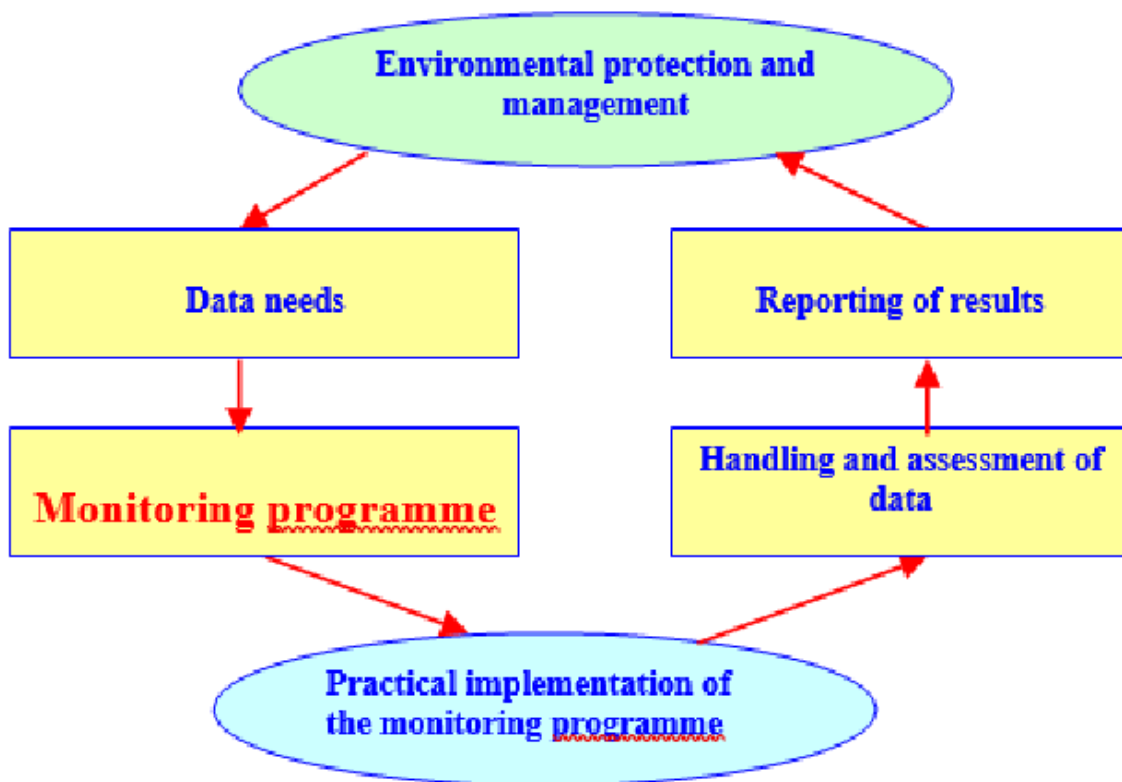 Environmental protection and
management
Data needs
Reporting of results
Monitoring programme
Handling and assessment of
data
Practical implementation of
the monitoring programme